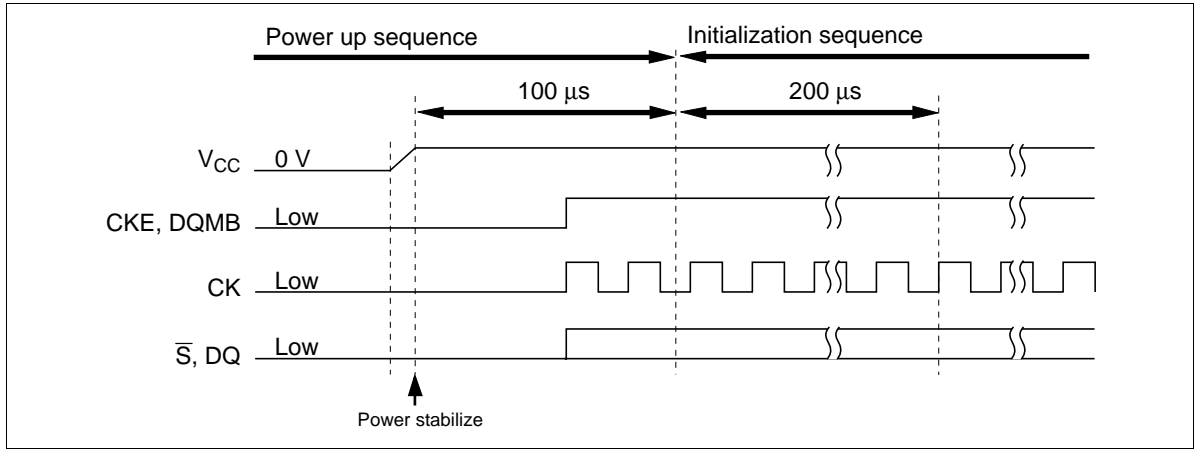 Power up sequence
Initialization sequence
100 μs
200 μs
VCC 0 V
CKE, DQMB Low
CK Low
S̅, DQ Low
Power stabilize